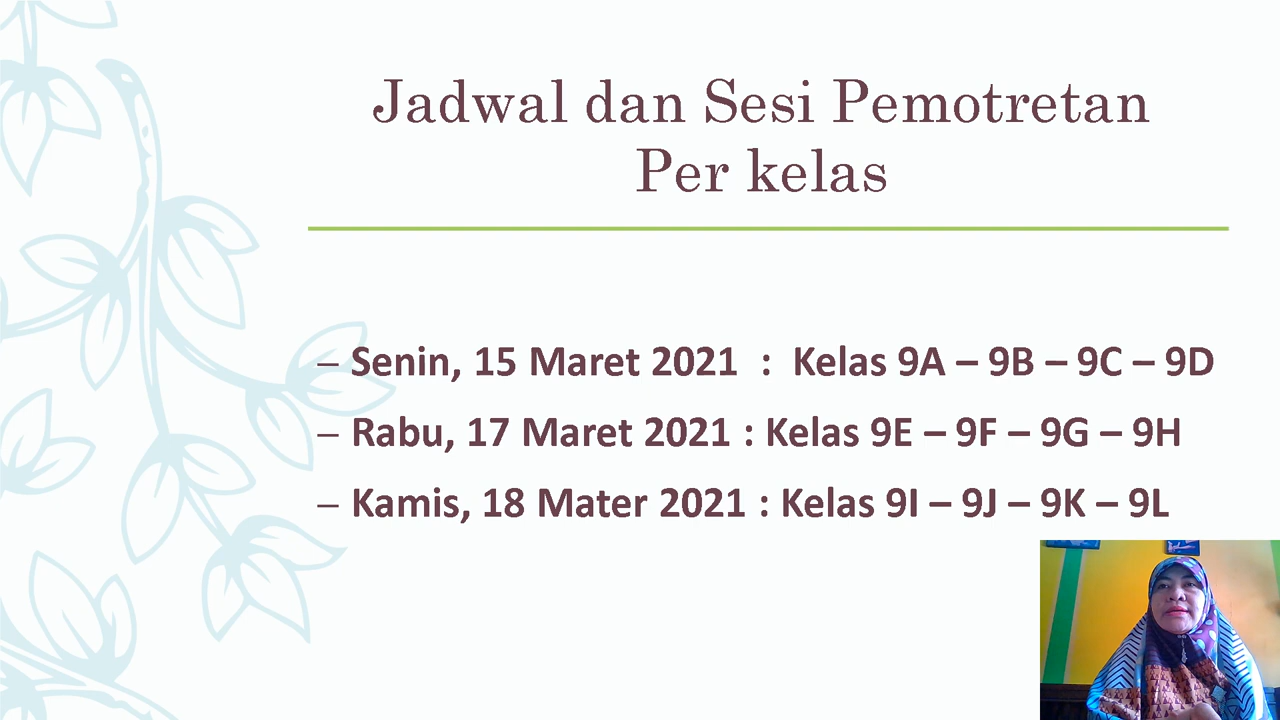 Jadwal dan Sesi Pemotretan
Per kelas
– Senin, 15 Maret 2021 : Kelas 9A – 9B – 9C – 9D
– Rabu, 17 Maret 2021 : Kelas 9E – 9F – 9G – 9H
– Kamis, 18 Mater 2021 : Kelas 9I – 9J – 9K – 9L